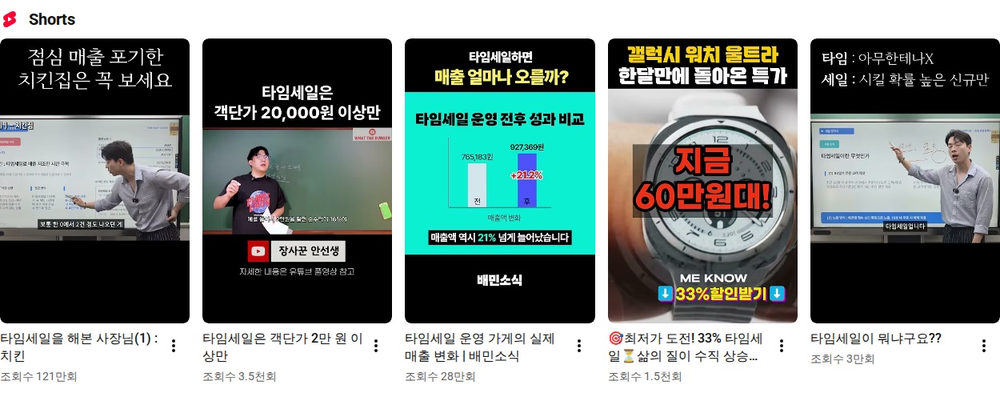 Shorts
점심 매출 포기한
치킨집은 꼭 보세요
보통 한 0에서 2건 정도 나오던 게
타임세일을 해본 사장님(1) :
치킨
조회수 121만회
타임세일은
객단가 20,000원 이상만
WHAT THE BURGER
장사꾼 안선생
자세한 내용은 유튜브 풀영상 참고
타임세일은 객단가 2만 원 이
상만
조회수 3.5천회
타임세일하면
매출 얼마나 오를까?
타임세일 운영 전후 성과 비교
765,183원
927,369원
+21.2%
전
후
매출액 변화
매출액 역시 21% 넘게 늘어났습니다
배민소식
타임세일 운영 가게의 실제
매출 변화 | 배민소식
조회수 28만회
갤럭시 워치 울트라
한달만에 돌아온 특가
지금
60만원대!
ME KNOW
⬇️33%할인받기⬇️
🎯최저가 도전! 33% 타임세
일⏳삶의 질이 수직 상승...
조회수 1.5천회
타임 : 아무한테나X
세일 : 시킬 확률 높은 신규만
타임세일이란 무엇인가
타임세일입니다
타임세일이 뭐냐구요??
조회수 3만회